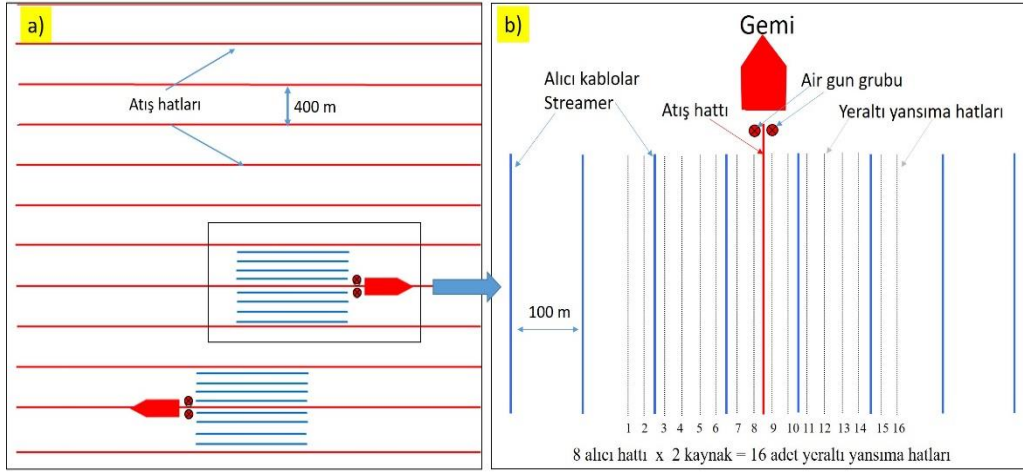 a)
Atış hatları
400 m
b)
Gemi
Alıcı kablolar
Streamer
Air gun grubu
Atış hattı
Yeraltı yansıma hatları
100 m
1 2 3 4 5 6 7 8 9 10 11 12 13 14 15 16
8 alıcı hattı x 2 kaynak = 16 adet yeraltı yansıma hatları